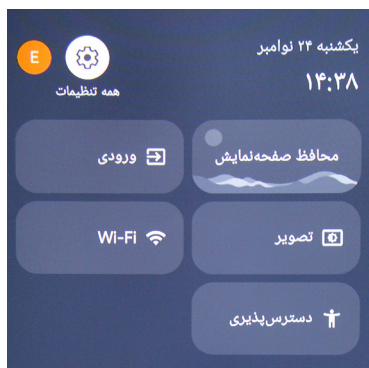 یکشنبه ۲۴ نوامبر
۱۴:۳۸
E
همه تنظیمات
محافظ صفحه‌نمایش
ورودی
تصویر
Wi-Fi
دسترس‌پذیری